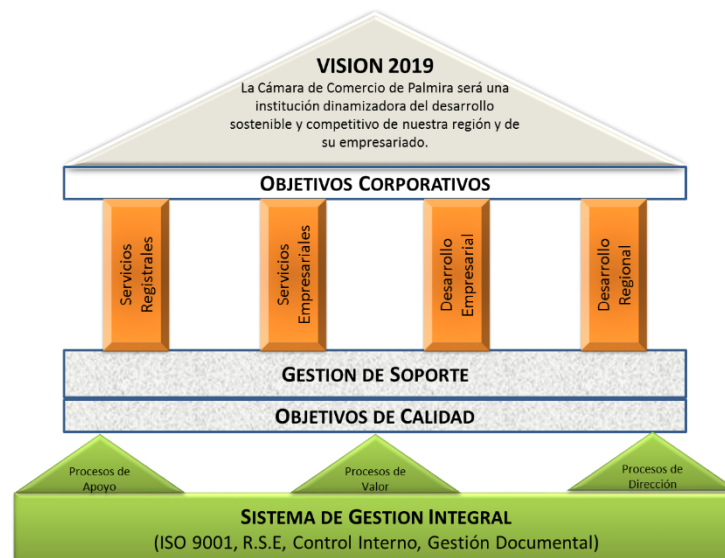 VISION 2019
La Cámara de Comercio de Palmira será una
institución dinamizadora del desarrollo
sostenible y competitivo de nuestra región y de
su empresariado.
OBJETIVOS CORPORATIVOS
Servicios
Registrales
Servicios
Empresariales
Desarrollo
Empresarial
Desarrollo
Regional
GESTION DE SOPORTE
OBJETIVOS DE CALIDAD
Procesos de
Apoyo
Procesos de
Valor
Procesos de
Dirección
SISTEMA DE GESTION INTEGRAL
(ISO 9001, R.S.E, Control Interno, Gestión Documental)